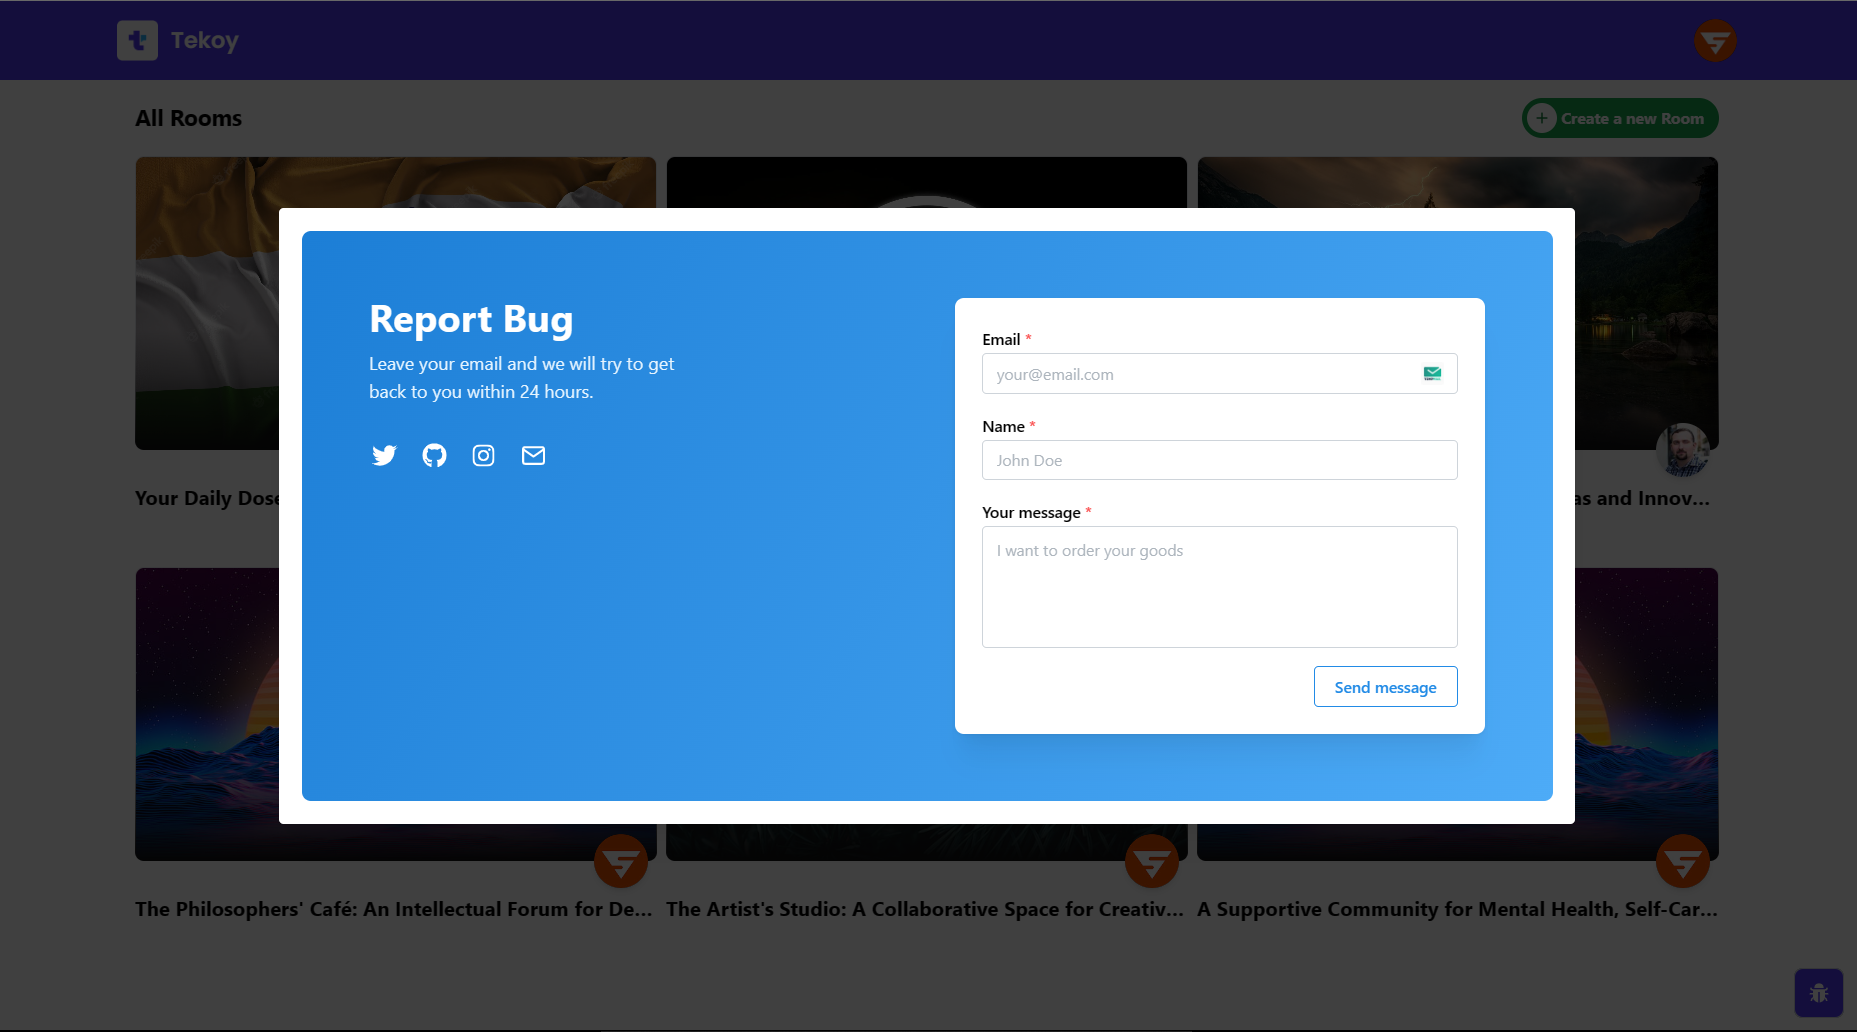 Tekoy
All Rooms
Create a new Room
Report Bug
Leave your email and we will try to get
back to you within 24 hours.
Email *
your@email.com
Name *
John Doe
Your message *
I want to order your goods
Send message
Your Daily Dose
as and Innov...
The Philosophers' Café: An Intellectual Forum for De...
The Artist's Studio: A Collaborative Space for Creativ...
A Supportive Community for Mental Health, Self-Car...